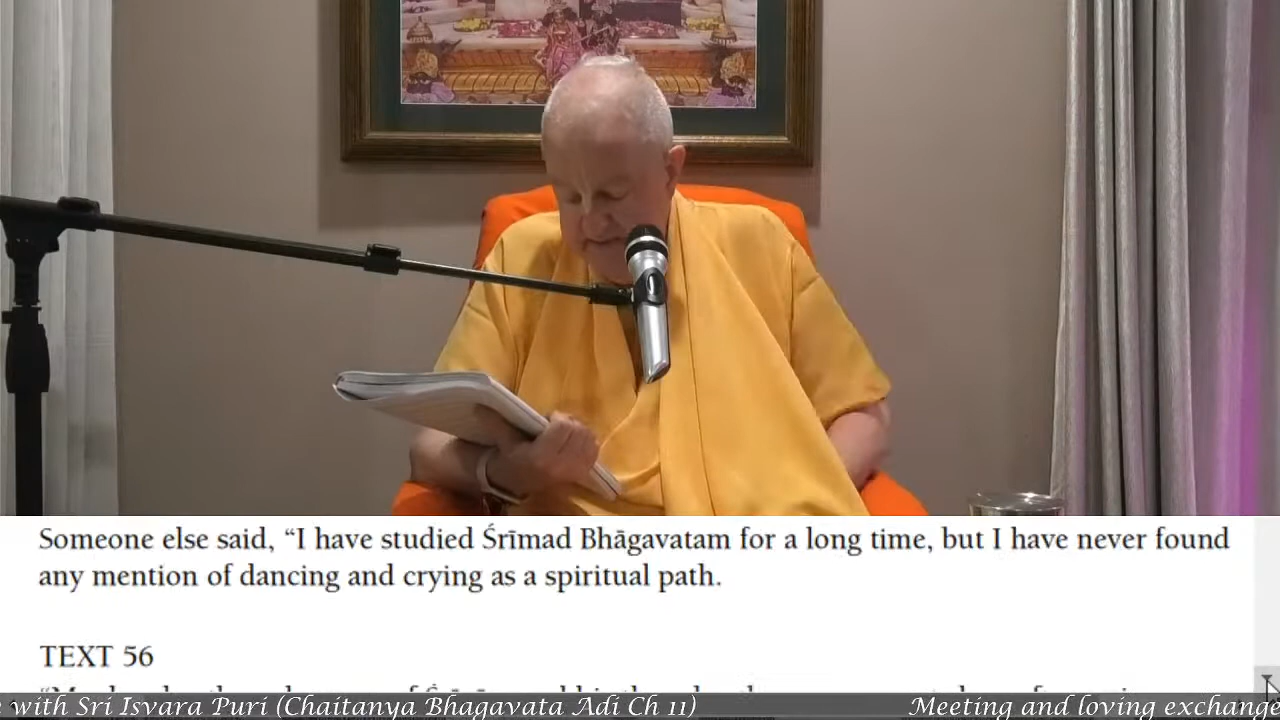 Someone else said, “I have studied Śrīmad Bhāgavatam for a long time, but I have never found
any mention of dancing and crying as a spiritual path.
TEXT 56
with Sri Isvara Puri (Chaitanya Bhagavata Adi Ch 11) Meeting and loving exchange